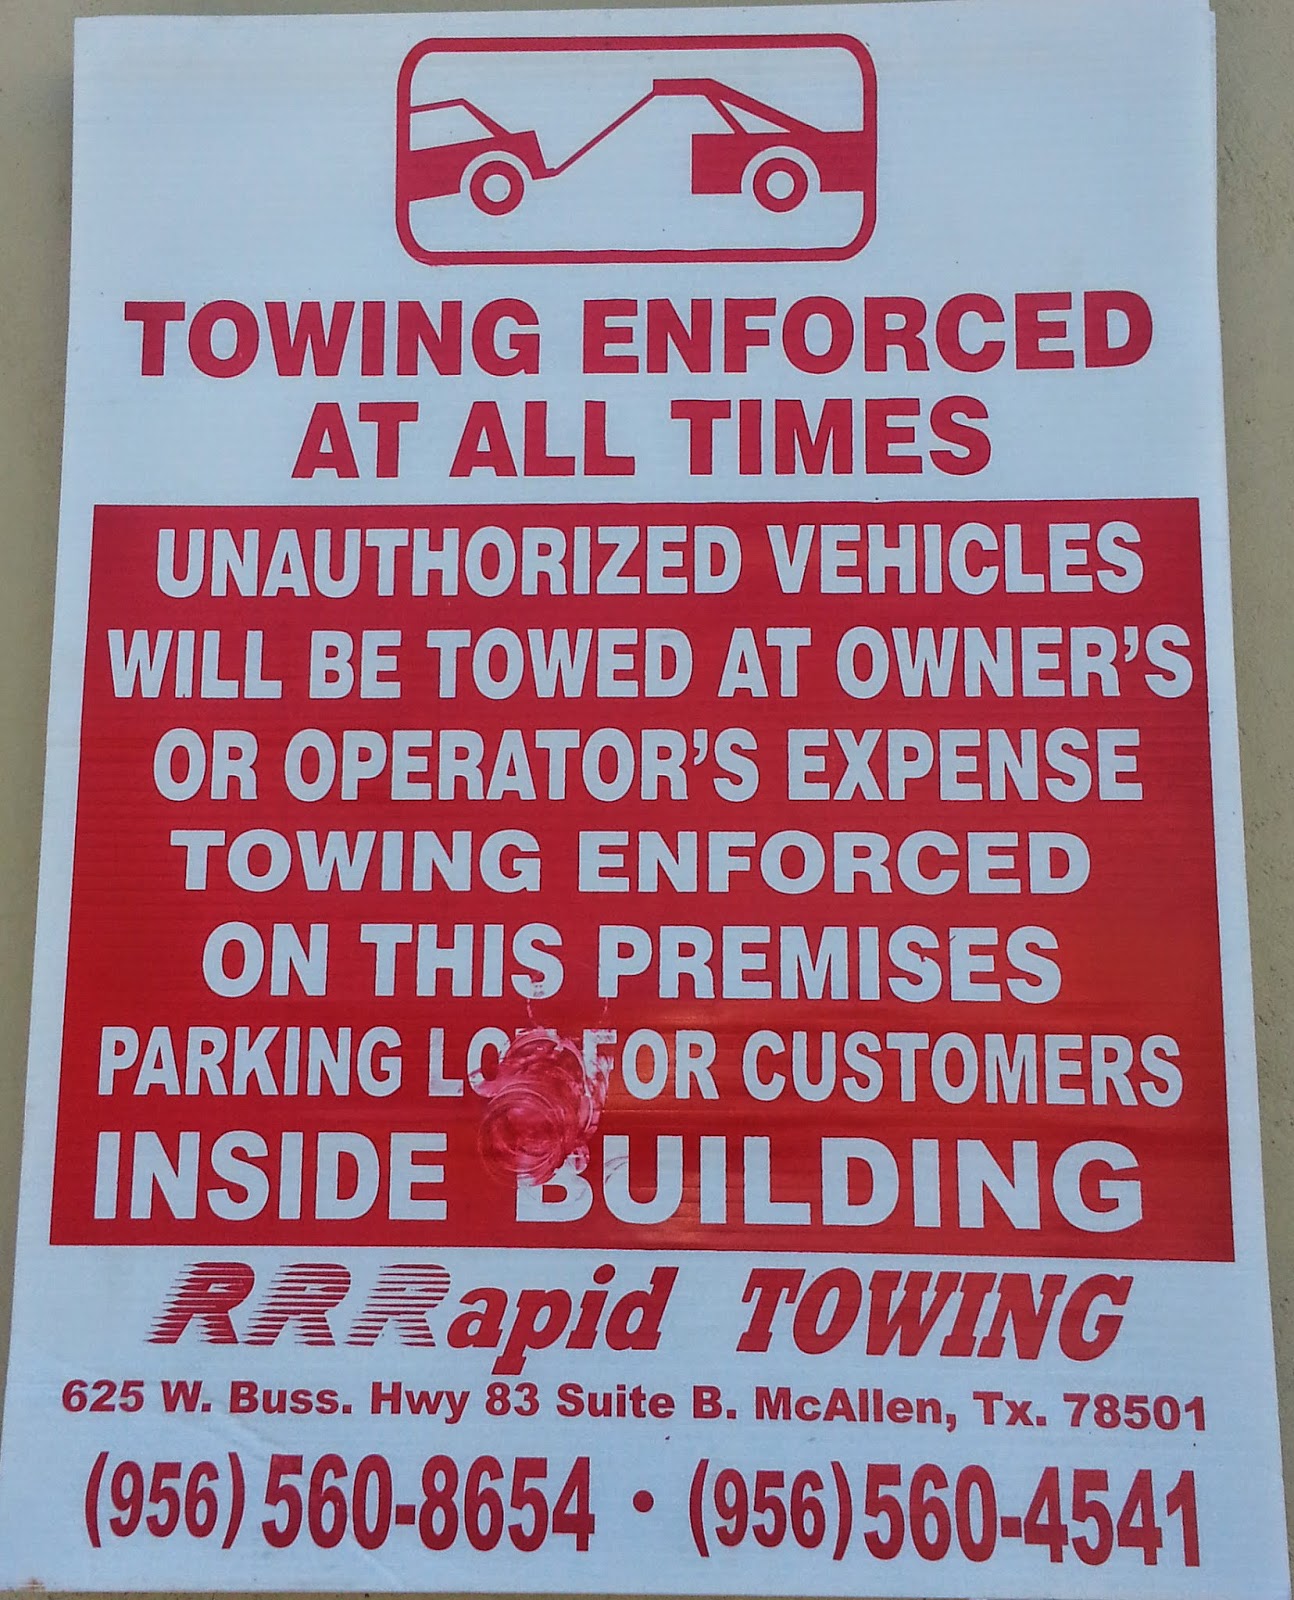 TOWING ENFORCED
AT ALL TIMES
UNAUTHORIZED VEHICLES
WILL BE TOWED AT OWNER'S
OR OPERATOR'S EXPENSE
TOWING ENFORCED
ON THIS PREMISES
PARKING LOT FOR CUSTOMERS
INSIDE BUILDING
RRRapid TOWING
625 W. Buss. Hwy 83 Suite B. McAllen, Tx. 78501
(956) 560-8654 • (956) 560-4541